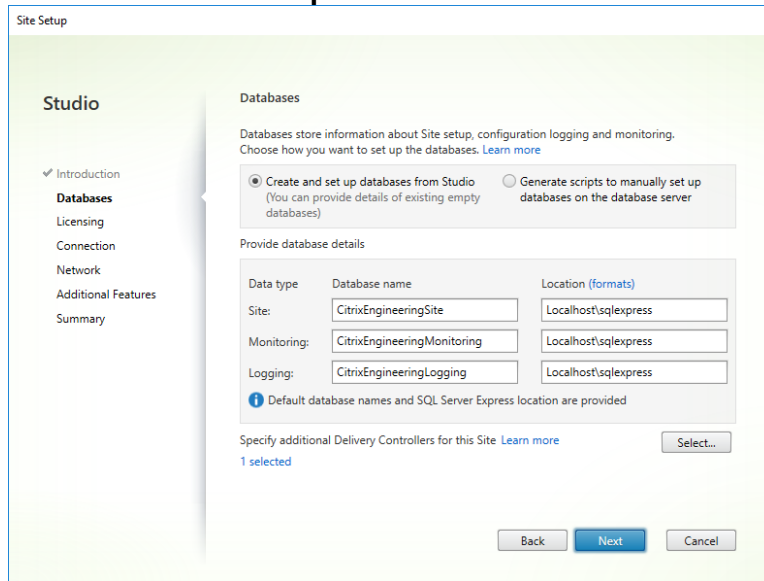 Site Setup
Studio
Introduction
Databases
Licensing
Connection
Network
Additional Features
Summary
Databases
Databases store information about Site setup, configuration logging and monitoring.
Choose how you want to set up the databases. Learn more
Create and set up databases from Studio
(You can provide details of existing empty
databases)
Generate scripts to manually set up
databases on the database server
Provide database details
Data type Database name Location (formats)
Site: CitrixEngineeringSite Localhost\sqlexpress
Monitoring: CitrixEngineeringMonitoring Localhost\sqlexpress
Logging: CitrixEngineeringLogging Localhost\sqlexpress
Default database names and SQL Server Express location are provided
Specify additional Delivery Controllers for this Site Learn more Select...
1 selected
Back Next Cancel